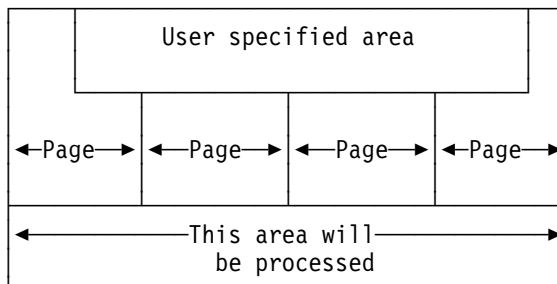 User specified area
Page Page Page Page
This area will
be processed